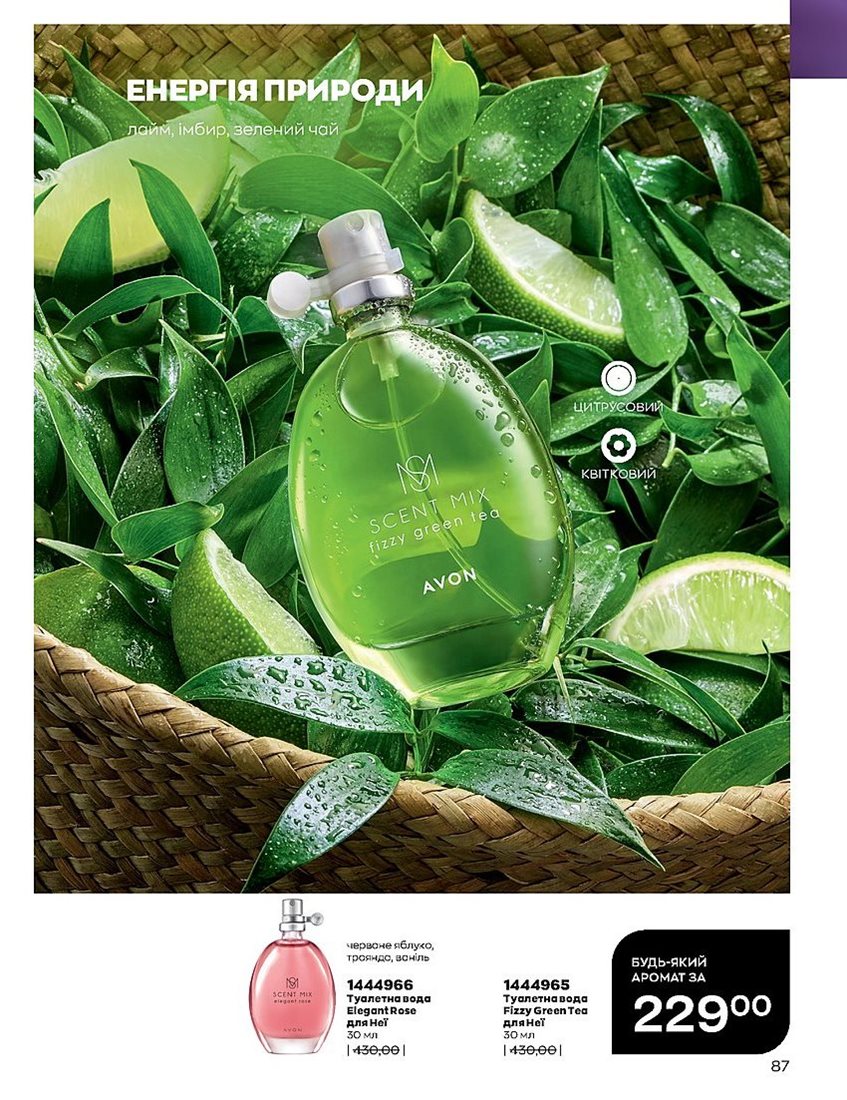 ЕНЕРГІЯ ПРИРОДИ
лайм, імбир, зелений чай
ЦИТРУСОВИЙ
КВІТКОВИЙ
SM
SCENT MIX
fizzy green tea
AVON
SM
SCENT MIX
elegant rose
AVON
червоне яблуко,
троянда, ваніль
1444966
Туалетна вода
Elegant Rose
для Неї
30 мл
| 430,00 |
1444965
Туалетна вода
Fizzy Green Tea
для Неї
30 мл
| 430,00 |
БУДЬ-ЯКИЙ
АРОМАТ ЗА
22900
87